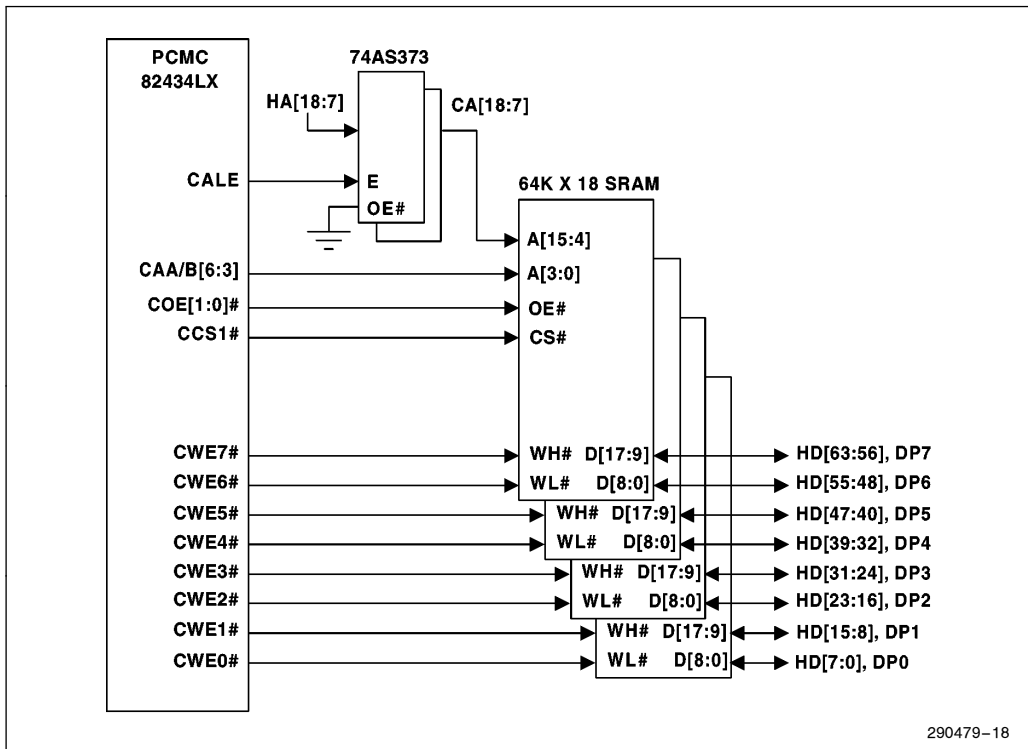 PCMC
82434LX
74AS373
HA[18:7]
CA[18:7]
CALE
E
OE#
64K X 18 SRAM
A[15:4]
CAA/B[6:3]
A[3:0]
COE[1:0]#
OE#
CCS1#
CS#
CWE7#
WH# D[17:9]
HD[63:56], DP7
CWE6#
WL# D[8:0]
HD[55:48], DP6
CWE5#
WH# D[17:9]
HD[47:40], DP5
CWE4#
WL# D[8:0]
HD[39:32], DP4
CWE3#
WH# D[17:9]
HD[31:24], DP3
CWE2#
WL# D[8:0]
HD[23:16], DP2
CWE1#
WH# D[17:9]
HD[15:8], DP1
CWE0#
WL# D[8:0]
HD[7:0], DP0
290479–18